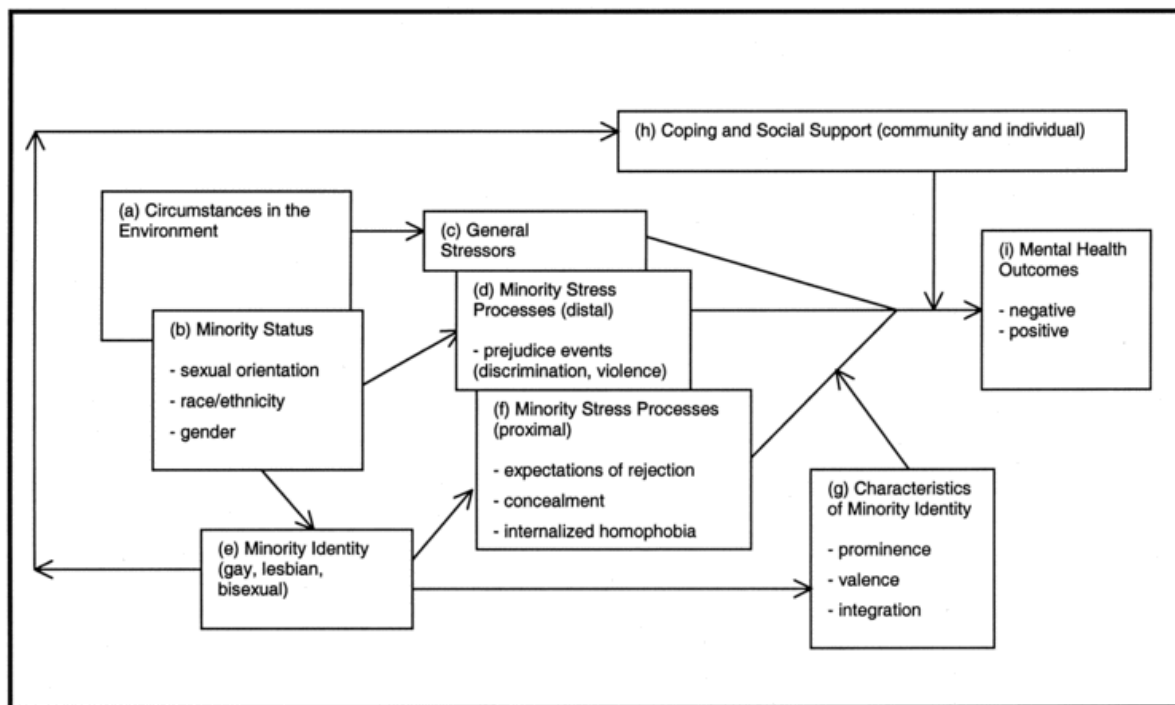 (h) Coping and Social Support (community and individual)
(a) Circumstances in the
Environment
(c) General
Stressors
(i) Mental Health
Outcomes
- negative
- positive
(b) Minority Status
- sexual orientation
- race/ethnicity
- gender
(d) Minority Stress
Processes (distal)
- prejudice events
(discrimination, violence)
(f) Minority Stress Processes
(proximal)
- expectations of rejection
- concealment
- internalized homophobia
(g) Characteristics
of Minority Identity
- prominence
- valence
- integration
(e) Minority Identity
(gay, lesbian,
bisexual)